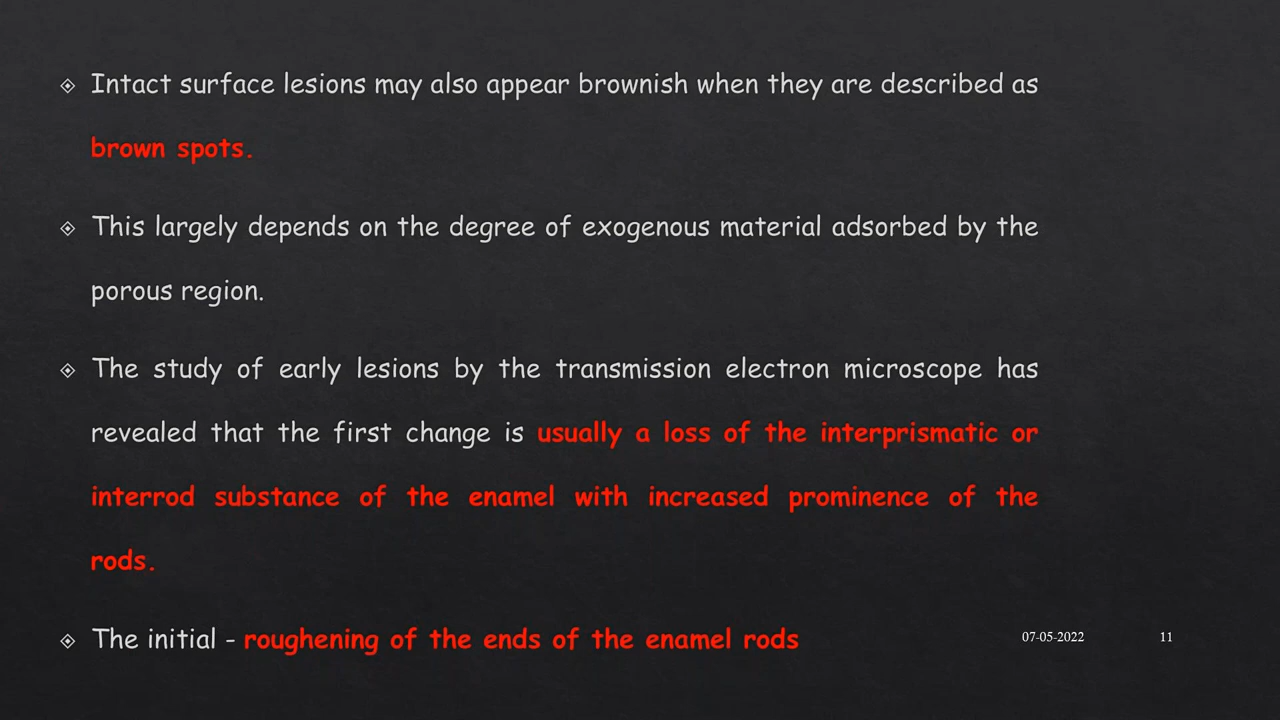 Intact surface lesions may also appear brownish when they are described as
brown spots.
This largely depends on the degree of exogenous material adsorbed by the
porous region.
The study of early lesions by the transmission electron microscope has
revealed that the first change is usually a loss of the interprismatic or
interrod substance of the enamel with increased prominence of the
rods.
The initial - roughening of the ends of the enamel rods
07-05-2022 11